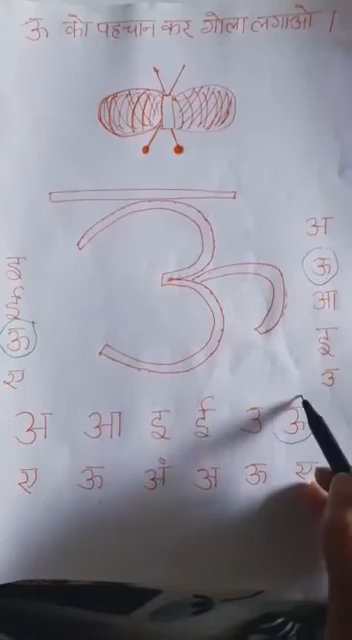 ऊ को पहचान कर गोला लगाओ ।
ऊ
अ
ऊ
आ
इ
उ
इ
ई
ऊ
ए
अ आ इ ई उ ऊ
ए ऊ अं अ ऊ ए